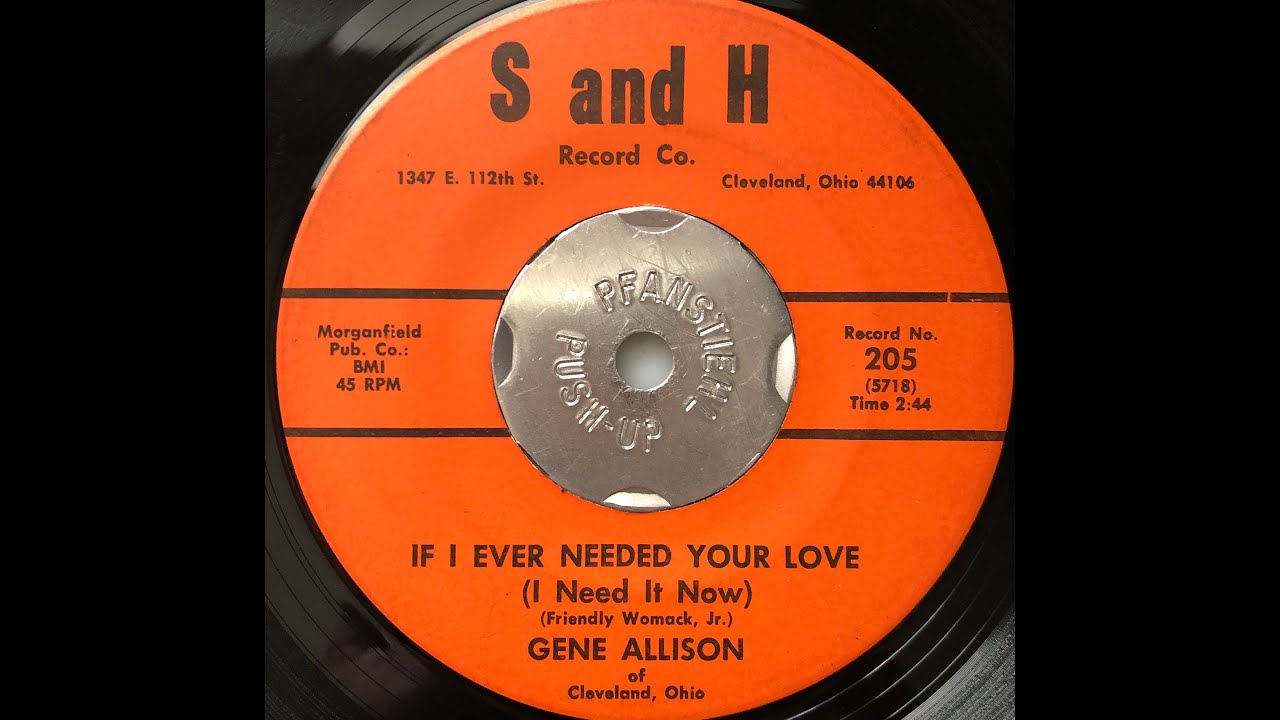 S and H
Record Co.
1347 E. 112th St.
Cleveland, Ohio 44106
PFANSTIEHL
PUSH-UP
Morganfield
Pub. Co.:
BMI
45 RPM
Record No.
205
(5718)
Time 2:44
IF I EVER NEEDED YOUR LOVE
(I Need It Now)
(Friendly Womack, Jr.)
GENE ALLISON
of
Cleveland, Ohio